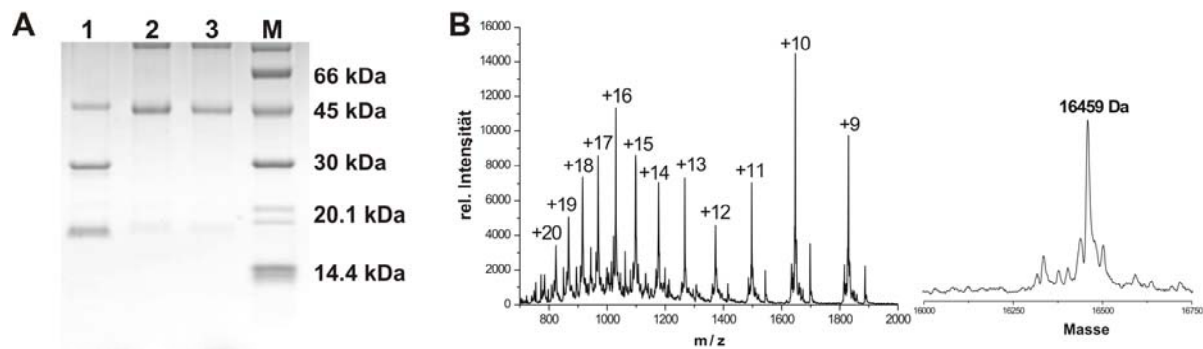 A
1 2 3 M
66 kDa
45 kDa
30 kDa
20.1 kDa
14.4 kDa
B
rel. Intensität
16000
14000
12000
10000
8000
6000
4000
2000
0
+20
+19
+18
+17
+16
+15
+14
+13
+12
+11
+10
+9
800 1000 1200 1400 1600 1800 2000
m / z
16459 Da
16000 16250 16500 16750
Masse